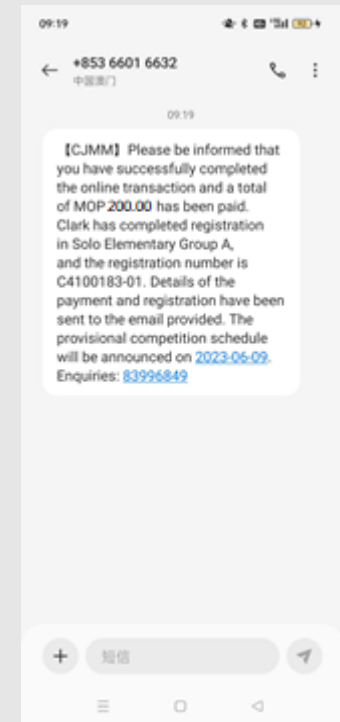 09:19
+853 6601 6632
中国澳门
09:19
【CJMM】Please be informed that
you have successfully completed
the online transaction and a total
of MOP 200.00 has been paid.
Clark has completed registration
in Solo Elementary Group A,
and the registration number is
C4100183-01. Details of the
payment and registration have been
sent to the email provided. The
provisional competition schedule
will be announced on 2023-06-09.
Enquiries: 83996849
短信